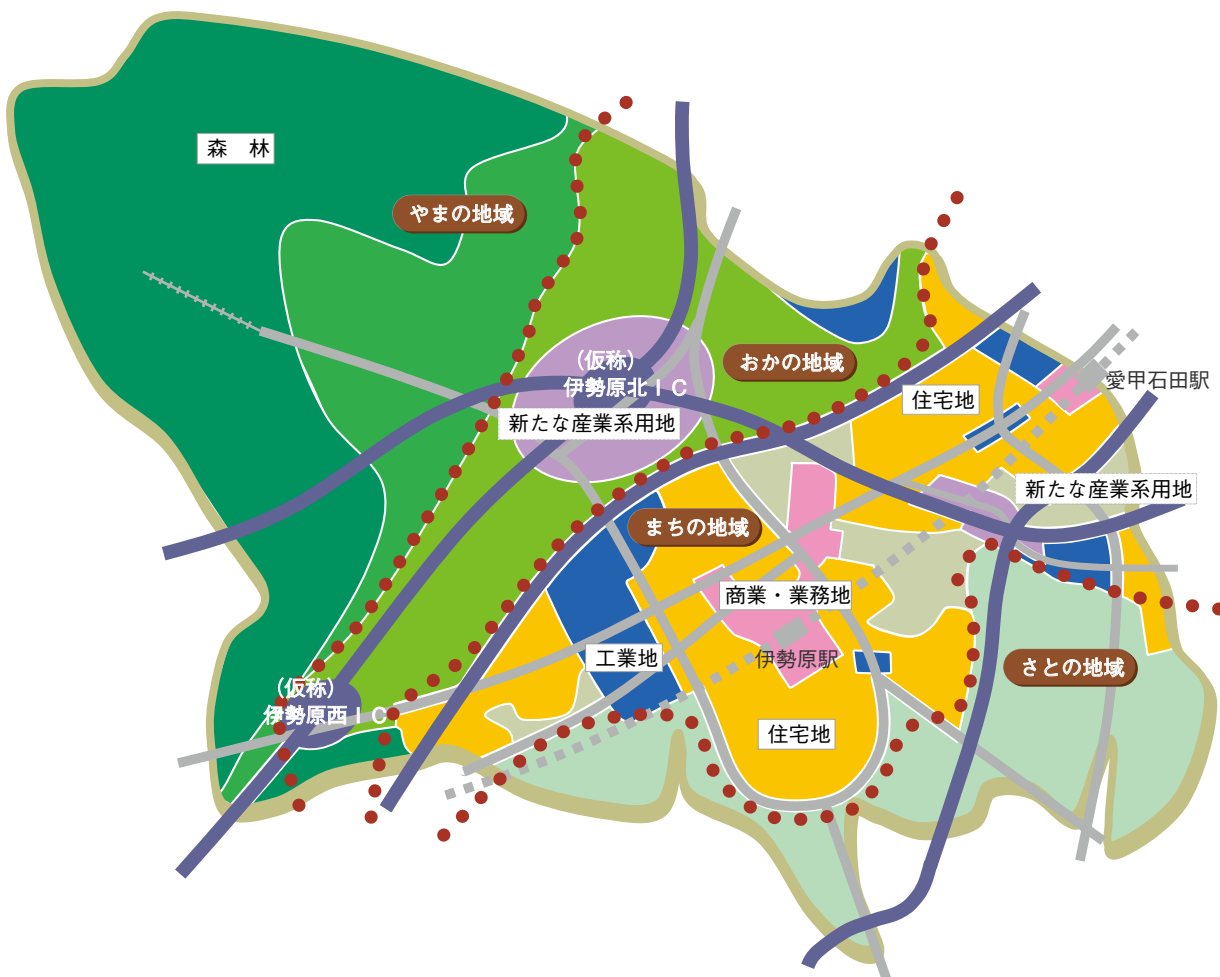 森　林
やまの地域
（仮称）
伊勢原北ＩＣ
おかの地域
愛甲石田駅
住宅地
新たな産業系用地
新たな産業系用地
まちの地域
商業・業務地
工業地
伊勢原駅
さとの地域
（仮称）
伊勢原西ＩＣ
住宅地